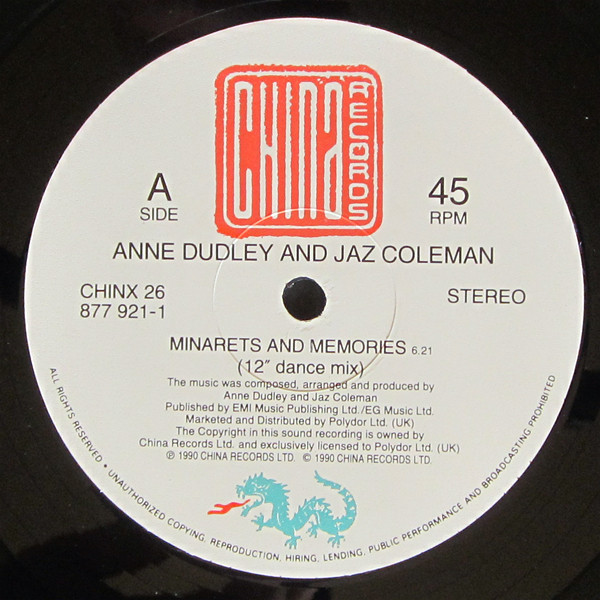 CHINA
RECORDS
A
SIDE
45
RPM
ANNE DUDLEY AND JAZ COLEMAN
CHINX 26
877 921-1
STEREO
MINARETS AND MEMORIES 6.21
(12″ dance mix)
The music was composed, arranged and produced by
Anne Dudley and Jaz Coleman
Published by EMI Music Publishing Ltd./EG Music Ltd.
Marketed and Distributed by Polydor Ltd. (UK)
The Copyright in this sound recording is owned by
China Records Ltd. and exclusively licensed to Polydor Ltd. (UK)
℗ 1990 CHINA RECORDS LTD. © 1990 CHINA RECORDS LTD.
ALL RIGHTS RESERVED • UNAUTHORIZED COPYING, REPRODUCTION, HIRING, LENDING, PUBLIC PERFORMANCE AND BROADCASTING PROHIBITED